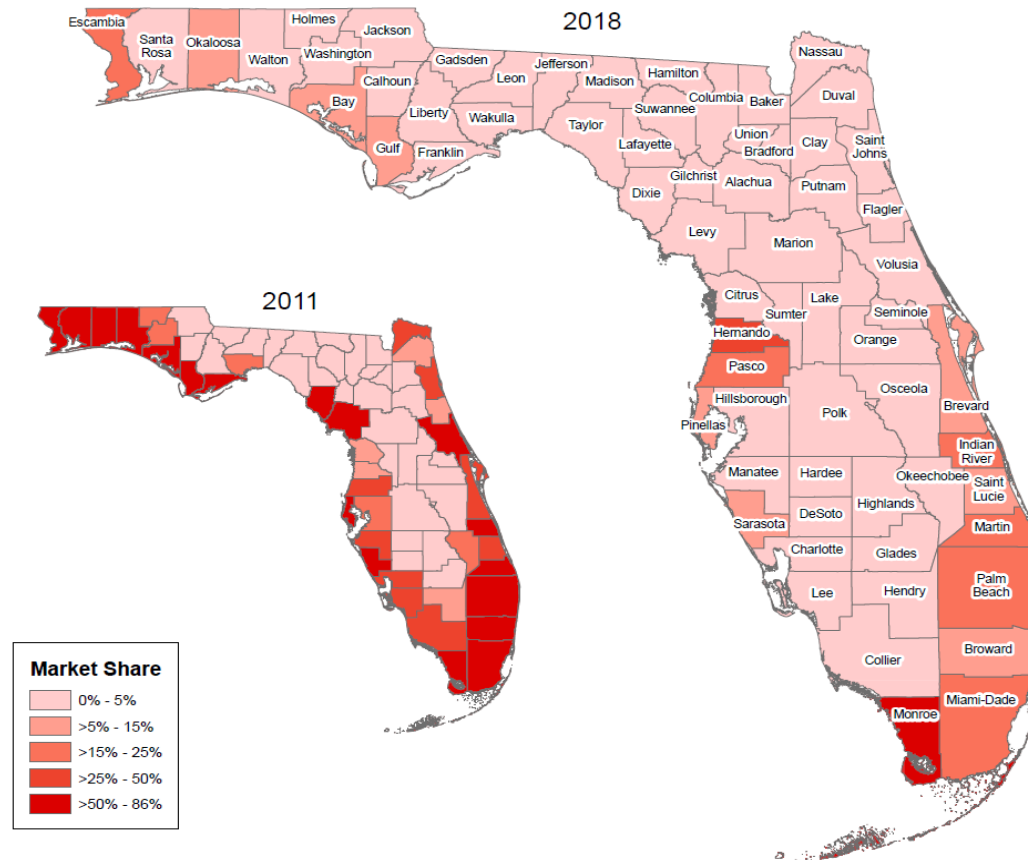 2018
Escambia
Santa
Rosa
Okaloosa
Walton
Holmes
Washington
Jackson
Calhoun
Bay
Gulf
Liberty
Franklin
Gadsden
Leon
Wakulla
Jefferson
Madison
Taylor
Hamilton
Suwannee
Lafayette
Columbia
Baker
Nassau
Duval
Union
Bradford
Clay
Saint
Johns
Dixie
Gilchrist
Alachua
Putnam
Flagler
Levy
Marion
Volusia
Citrus
Sumter
Lake
Seminole
Hernando
Orange
Pasco
Osceola
Hillsborough
Polk
Brevard
Pinellas
Indian
River
Manatee
Hardee
Okeechobee
Saint
Lucie
Highlands
Sarasota
DeSoto
Martin
Charlotte
Glades
Lee
Hendry
Palm
Beach
Broward
Collier
Monroe
Miami-Dade
2011
Market Share
0% - 5%
>5% - 15%
>15% - 25%
>25% - 50%
>50% - 86%